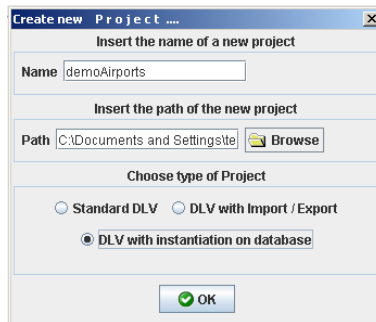 Create new Project ....
Insert the name of a new project
Name demoAirports
Insert the path of the new project
Path C:\Documents and Settings\te Browse
Choose type of Project
Standard DLV DLV with Import / Export
DLV with instantiation on database
OK